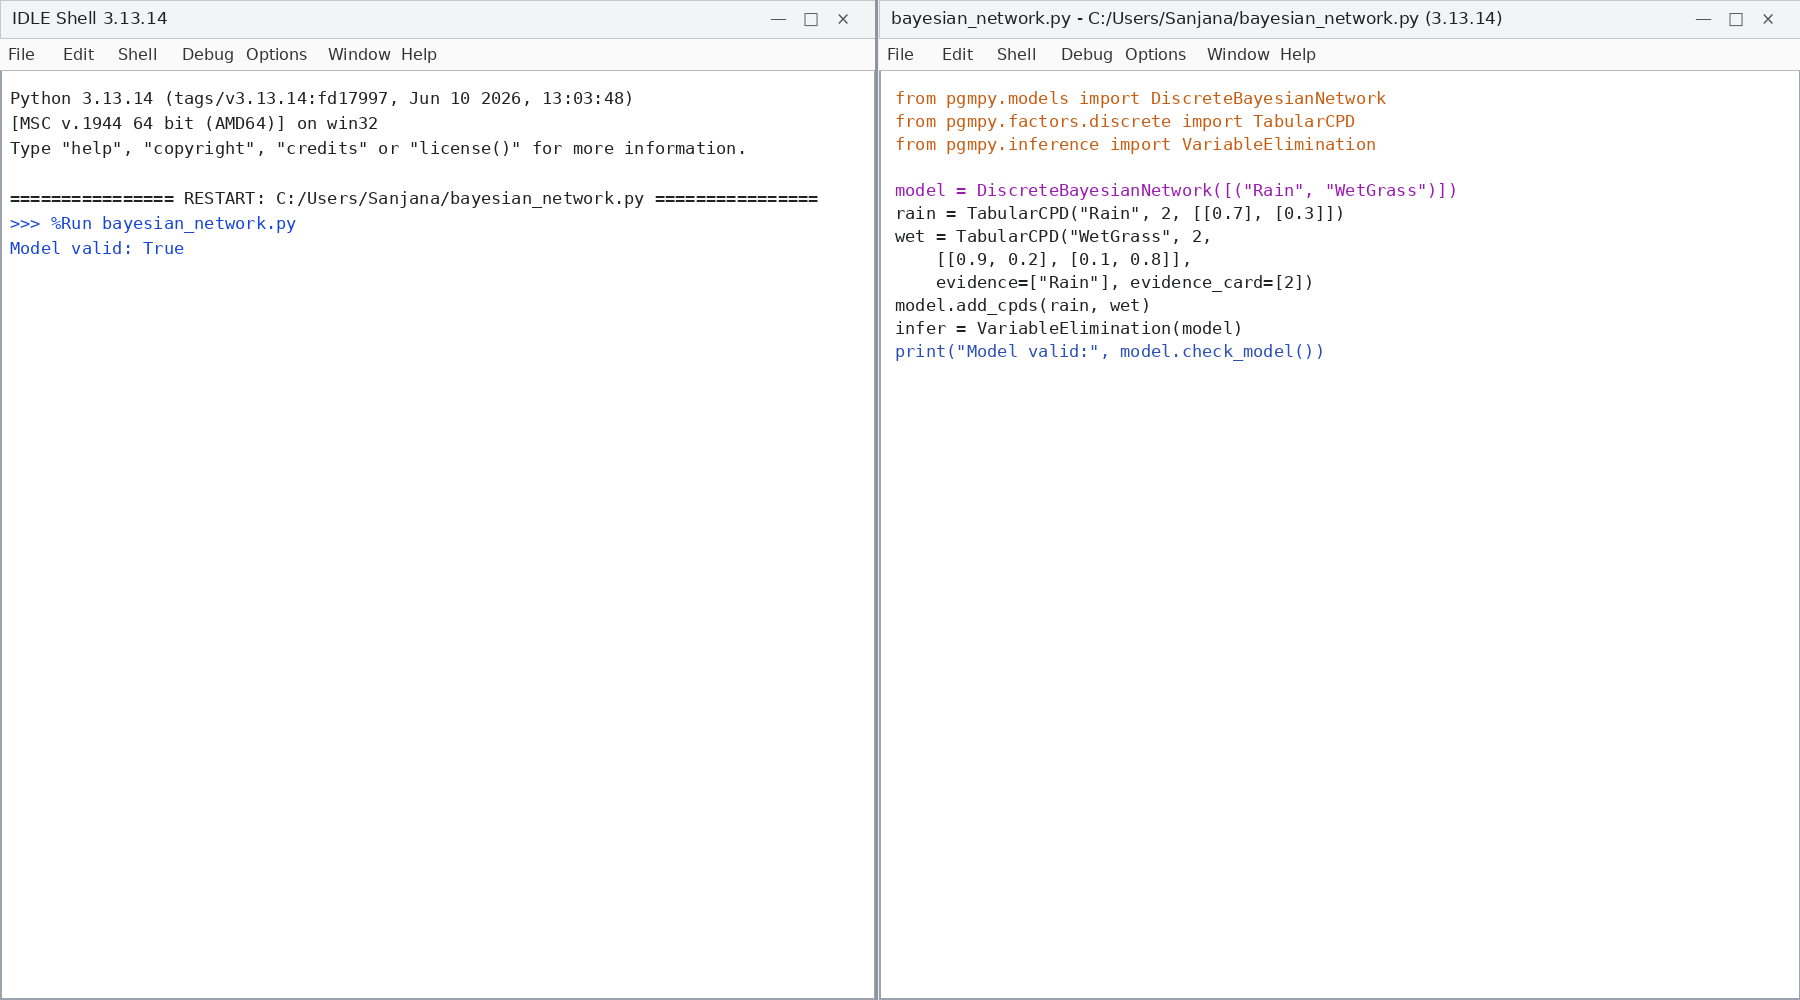 IDLE Shell 3.13.14
File Edit Shell Debug Options Window Help
Python 3.13.14 (tags/v3.13.14:fd17997, Jun 10 2026, 13:03:48)
[MSC v.1944 64 bit (AMD64)] on win32
Type "help", "copyright", "credits" or "license()" for more information.
================ RESTART: C:/Users/Sanjana/bayesian_network.py ================
>>> %Run bayesian_network.py
Model valid: True
bayesian_network.py - C:/Users/Sanjana/bayesian_network.py (3.13.14)
File Edit Shell Debug Options Window Help
from pgmpy.models import DiscreteBayesianNetwork
from pgmpy.factors.discrete import TabularCPD
from pgmpy.inference import VariableElimination
model = DiscreteBayesianNetwork([("Rain", "WetGrass")])
rain = TabularCPD("Rain", 2, [[0.7], [0.3]])
wet = TabularCPD("WetGrass", 2,
    [[0.9, 0.2], [0.1, 0.8]],
    evidence=["Rain"], evidence_card=[2])
model.add_cpds(rain, wet)
infer = VariableElimination(model)
print("Model valid:", model.check_model())